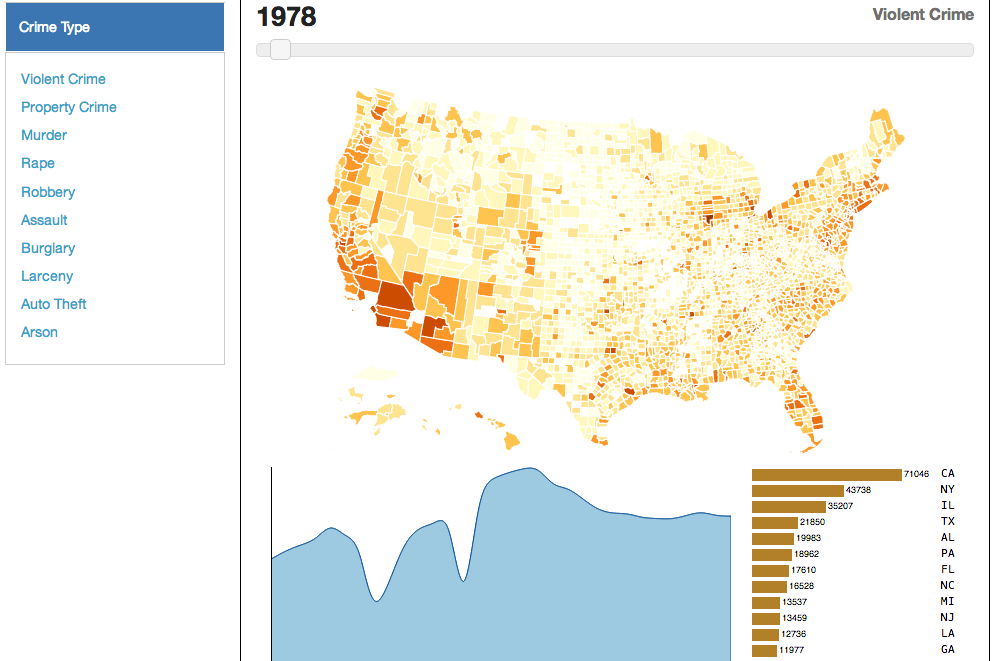 Crime Type
Violent Crime
Property Crime
Murder
Rape
Robbery
Assault
Burglary
Larceny
Auto Theft
Arson
1978
Violent Crime
71046 CA
43738 NY
35207 IL
21850 TX
19983 AL
18962 PA
17610 FL
16528 NC
13537 MI
13459 NJ
12736 LA
11977 GA